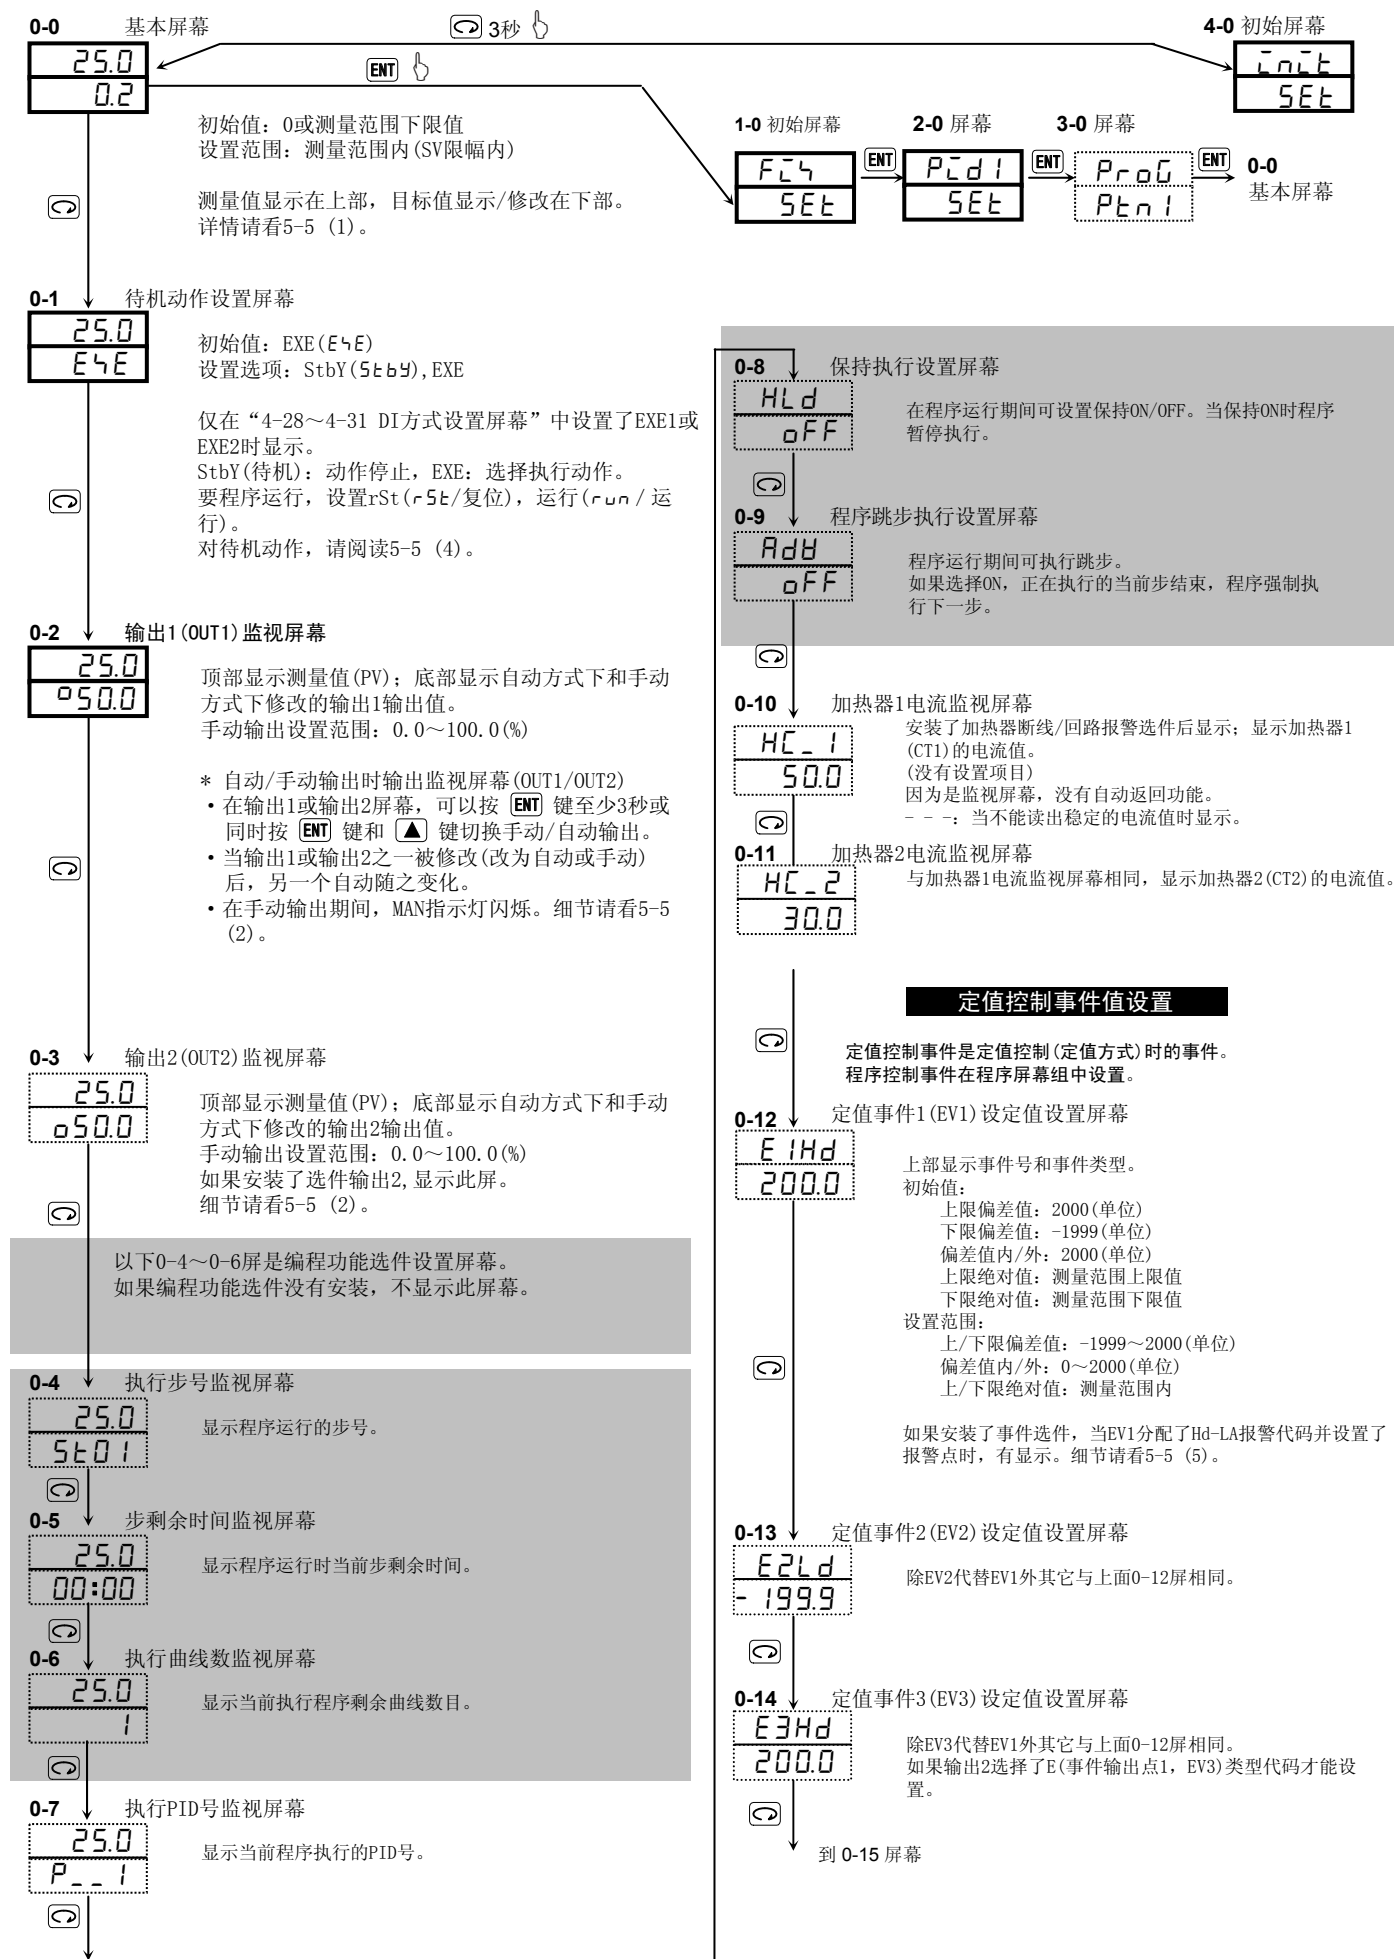 0-0 基本屏幕
25.0
0.2
3秒
ENT
4-0 初始屏幕
init
SEt
初始值：0或测量范围下限值
设置范围：测量范围内(SV限幅内)
测量值显示在上部，目标值显示/修改在下部。
详情请看5-5 (1)。
1-0 初始屏幕
2-0 屏幕
3-0 屏幕
SEt
ENT
Pid1
SEt
ENT
ProG
Ptn1
ENT
0-0
基本屏幕
0-1 待机动作设置屏幕
25.0
初始值：EXE
设置选项：StbY(StbY),EXE
仅在“4-28～4-31 DI方式设置屏幕”中设置了EXE1或
EXE2时显示。
StbY(待机)：动作停止，EXE：选择执行动作。
要程序运行，设置rSt(rSt/复位)，运行(run/运
行)。
对待机动作，请阅读5-5 (4)。
0-2 输出1(OUT1)监视屏幕
25.0
o50.0
顶部显示测量值(PV)；底部显示自动方式下和手动
方式下修改的输出1输出值。
手动输出设置范围：0.0～100.0(%)
* 自动/手动输出时输出监视屏幕(OUT1/OUT2)
・在输出1或输出2屏幕，可以按 ENT 键至少3秒或
同时按 ENT 键和 ▲ 键切换手动/自动输出。
・当输出1或输出2之一被修改(改为自动或手动)
后，另一个自动随之变化。
・在手动输出期间，MAN指示灯闪烁。细节请看5-5
(2)。
0-3 输出2(OUT2)监视屏幕
25.0
o50.0
顶部显示测量值(PV)；底部显示自动方式下和手动
方式下修改的输出2输出值。
手动输出设置范围：0.0～100.0(%)
如果安装了选件输出2,显示此屏。
细节请看5-5 (2)。
以下0-4～0-6屏是编程功能选件设置屏幕。
如果编程功能选件没有安装，不显示此屏幕。
0-4 执行步号监视屏幕
25.0
St01
显示程序运行的步号。
0-5 步剩余时间监视屏幕
25.0
00:00
显示程序运行时当前步剩余时间。
0-6 执行曲线数监视屏幕
25.0
1
显示当前执行程序剩余曲线数目。
0-7 执行PID号监视屏幕
25.0
P__1
显示当前程序执行的PID号。
0-8 保持执行设置屏幕
HLd
oFF
在程序运行期间可设置保持ON/OFF。当保持ON时程序
暂停执行。
0-9 程序跳步执行设置屏幕
AdV
oFF
程序运行期间可执行跳步。
如果选择ON，正在执行的当前步结束，程序强制执
行下一步。
0-10 加热器1电流监视屏幕
HC_1
50.0
安装了加热器断线/回路报警选件后显示；显示加热器1
(CT1)的电流值。
(没有设置项目)
因为是监视屏幕，没有自动返回功能。
- - -：当不能读出稳定的电流值时显示。
0-11 加热器2电流监视屏幕
HC_2
30.0
与加热器1电流监视屏幕相同，显示加热器2(CT2)的电流值。
定值控制事件值设置
定值控制事件是定值控制(定值方式)时的事件。
程序控制事件在程序屏幕组中设置。
0-12 定值事件1(EV1)设定值设置屏幕
E1Hd
200.0
上部显示事件号和事件类型。
初始值：
上限偏差值：2000(单位)
下限偏差值：-1999(单位)
偏差值内/外：2000(单位)
上限绝对值：测量范围上限值
下限绝对值：测量范围下限值
设置范围：
上/下限偏差值：-1999～2000(单位)
偏差值内/外：0～2000(单位)
上/下限绝对值：测量范围内
如果安装了事件选件，当EV1分配了Hd-LA报警代码并设置了
报警点时，有显示。细节请看5-5 (5)。
0-13 定值事件2(EV2)设定值设置屏幕
E2Ld
-199.9
除EV2代替EV1外其它与上面0-12屏相同。
0-14 定值事件3(EV3)设定值设置屏幕
E3Hd
200.0
除EV3代替EV1外其它与上面0-12屏相同。
如果输出2选择了E(事件输出点1，EV3)类型代码才能设
置。
到 0-15 屏幕